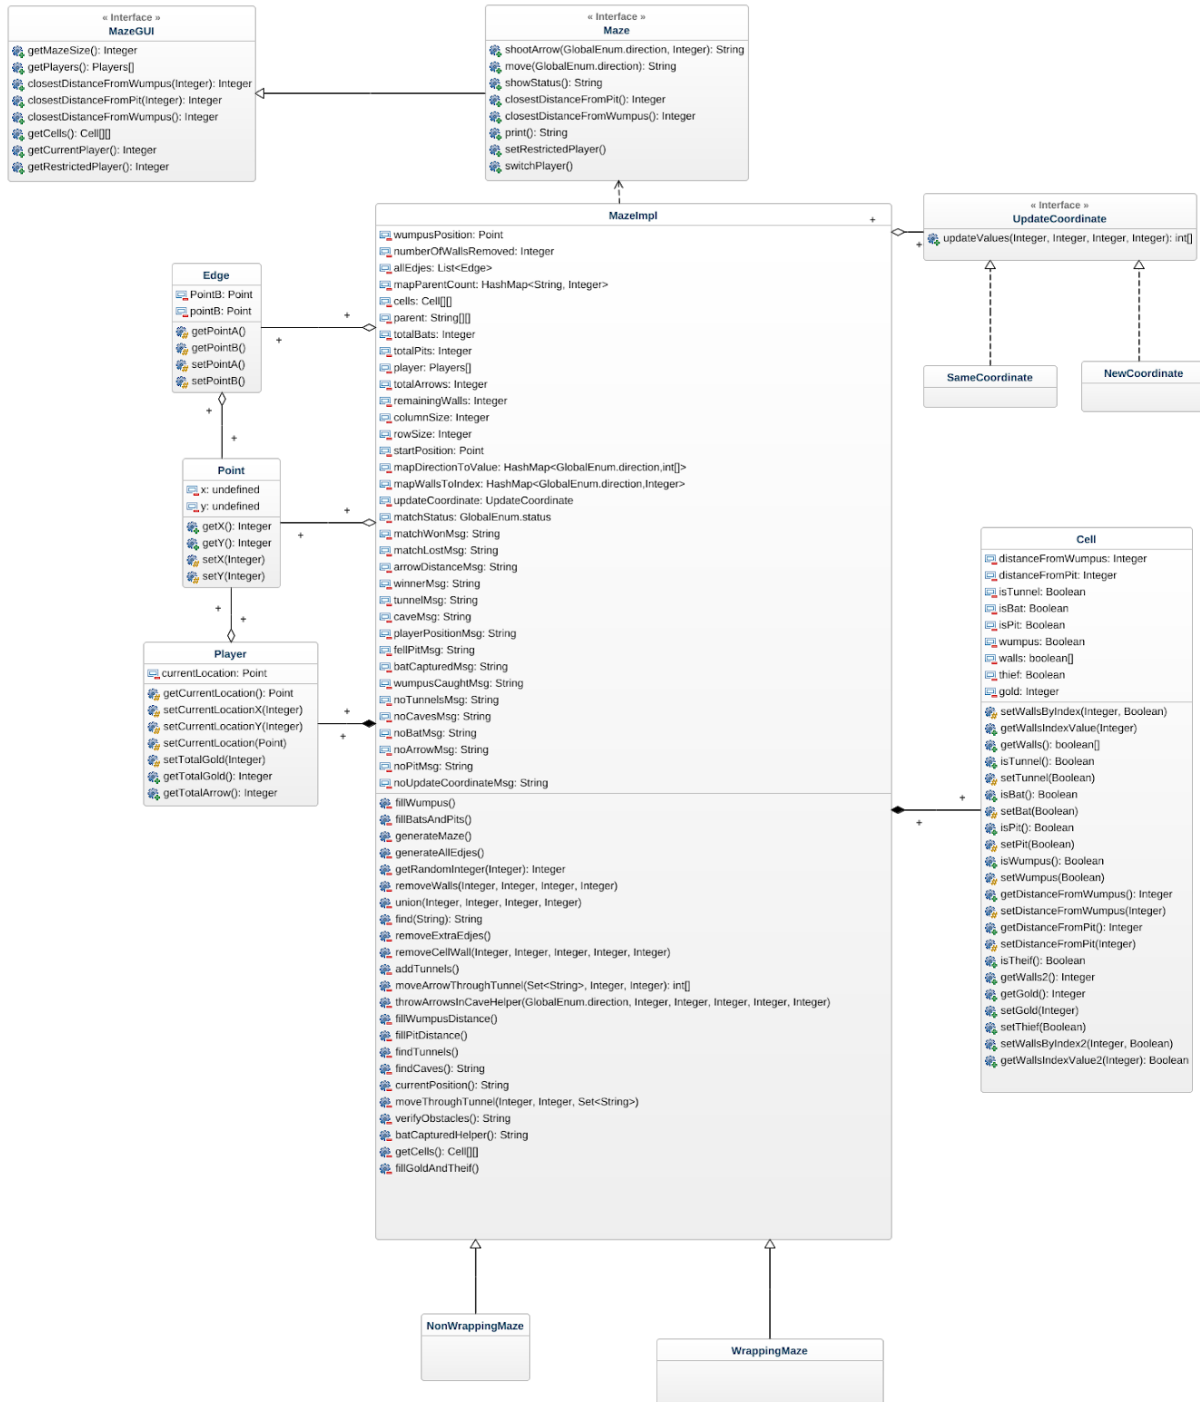 « Interface »
MazeGUI
getMazeSize(): Integer
getPlayers(): Players[]
closestDistanceFromWumpus(Integer): Integer
closestDistanceFromPit(Integer): Integer
closestDistanceFromWumpus(): Integer
getCells(): Cell[][]
getCurrentPlayer(): Integer
getRestrictedPlayer(): Integer
« Interface »
Maze
shootArrow(GlobalEnum.direction, Integer): String
move(GlobalEnum.direction): String
showStatus(): String
closestDistanceFromPit(): Integer
closestDistanceFromWumpus(): Integer
print(): String
setRestrictedPlayer()
switchPlayer()
« Interface »
UpdateCoordinate
updateValues(Integer, Integer, Integer, Integer): int[]
SameCoordinate
NewCoordinate
Edge
PointB: Point
pointB: Point
getPointA()
getPointB()
setPointA()
setPointB()
Point
x: undefined
y: undefined
getX(): Integer
getY(): Integer
setX(Integer)
setY(Integer)
Player
currentLocation: Point
getCurrentLocation(): Point
setCurrentLocationX(Integer)
setCurrentLocationY(Integer)
setCurrentLocation(Point)
setTotalGold(Integer)
getTotalGold(): Integer
getTotalArrow(): Integer
MazeImpl
wumpusPosition: Point
numberOfWallsRemoved: Integer
allEdjes: List<Edge>
mapParentCount: HashMap<String, Integer>
cells: Cell[][]
parent: String[][]
totalBats: Integer
totalPits: Integer
player: Players[]
totalArrows: Integer
remainingWalls: Integer
columnSize: Integer
rowSize: Integer
startPosition: Point
mapDirectionToValue: HashMap<GlobalEnum.direction,int[]>
mapWallsToIndex: HashMap<GlobalEnum.direction,Integer>
updateCoordinate: UpdateCoordinate
matchStatus: GlobalEnum.status
matchWonMsg: String
matchLostMsg: String
arrowDistanceMsg: String
winnerMsg: String
tunnelMsg: String
caveMsg: String
playerPositionMsg: String
fellPitMsg: String
batCapturedMsg: String
wumpusCaughtMsg: String
noTunnelsMsg: String
noCavesMsg: String
noBatMsg: String
noArrowMsg: String
noPitMsg: String
noUpdateCoordinateMsg: String
fillWumpus()
fillBatsAndPits()
generateMaze()
generateAllEdjes()
getRandomInteger(Integer): Integer
removeWalls(Integer, Integer, Integer, Integer)
union(Integer, Integer, Integer, Integer)
find(String): String
removeExtraEdjes()
removeCellWall(Integer, Integer, Integer, Integer, Integer)
addTunnels()
moveArrowThroughTunnel(Set<String>, Integer, Integer): int[]
throwArrowsInCaveHelper(GlobalEnum.direction, Integer, Integer, Integer, Integer, Integer)
fillWumpusDistance()
fillPitDistance()
findTunnels()
findCaves(): String
currentPosition(): String
moveThroughTunnel(Integer, Integer, Set<String>)
verifyObstacles(): String
batCapturedHelper(): String
getCells(): Cell[][]
fillGoldAndTheif()
Cell
distanceFromWumpus: Integer
distanceFromPit: Integer
isTunnel: Boolean
isBat: Boolean
isPit: Boolean
wumpus: Boolean
walls: boolean[]
thief: Boolean
gold: Integer
setWallsByIndex(Integer, Boolean)
getWallsIndexValue(Integer)
getWalls(): boolean[]
isTunnel(): Boolean
setTunnel(Boolean)
isBat(): Boolean
setBat(Boolean)
isPit(): Boolean
setPit(Boolean)
isWumpus(): Boolean
setWumpus(Boolean)
getDistanceFromWumpus(): Integer
setDistanceFromWumpus(Integer)
getDistanceFromPit(): Integer
setDistanceFromPit(Integer)
isTheif(): Boolean
getWalls2(): Integer
getGold(): Integer
setGold(Integer)
setThief(Boolean)
setWallsByIndex2(Integer, Boolean)
getWallsIndexValue2(Integer): Boolean
NonWrappingMaze
WrappingMaze